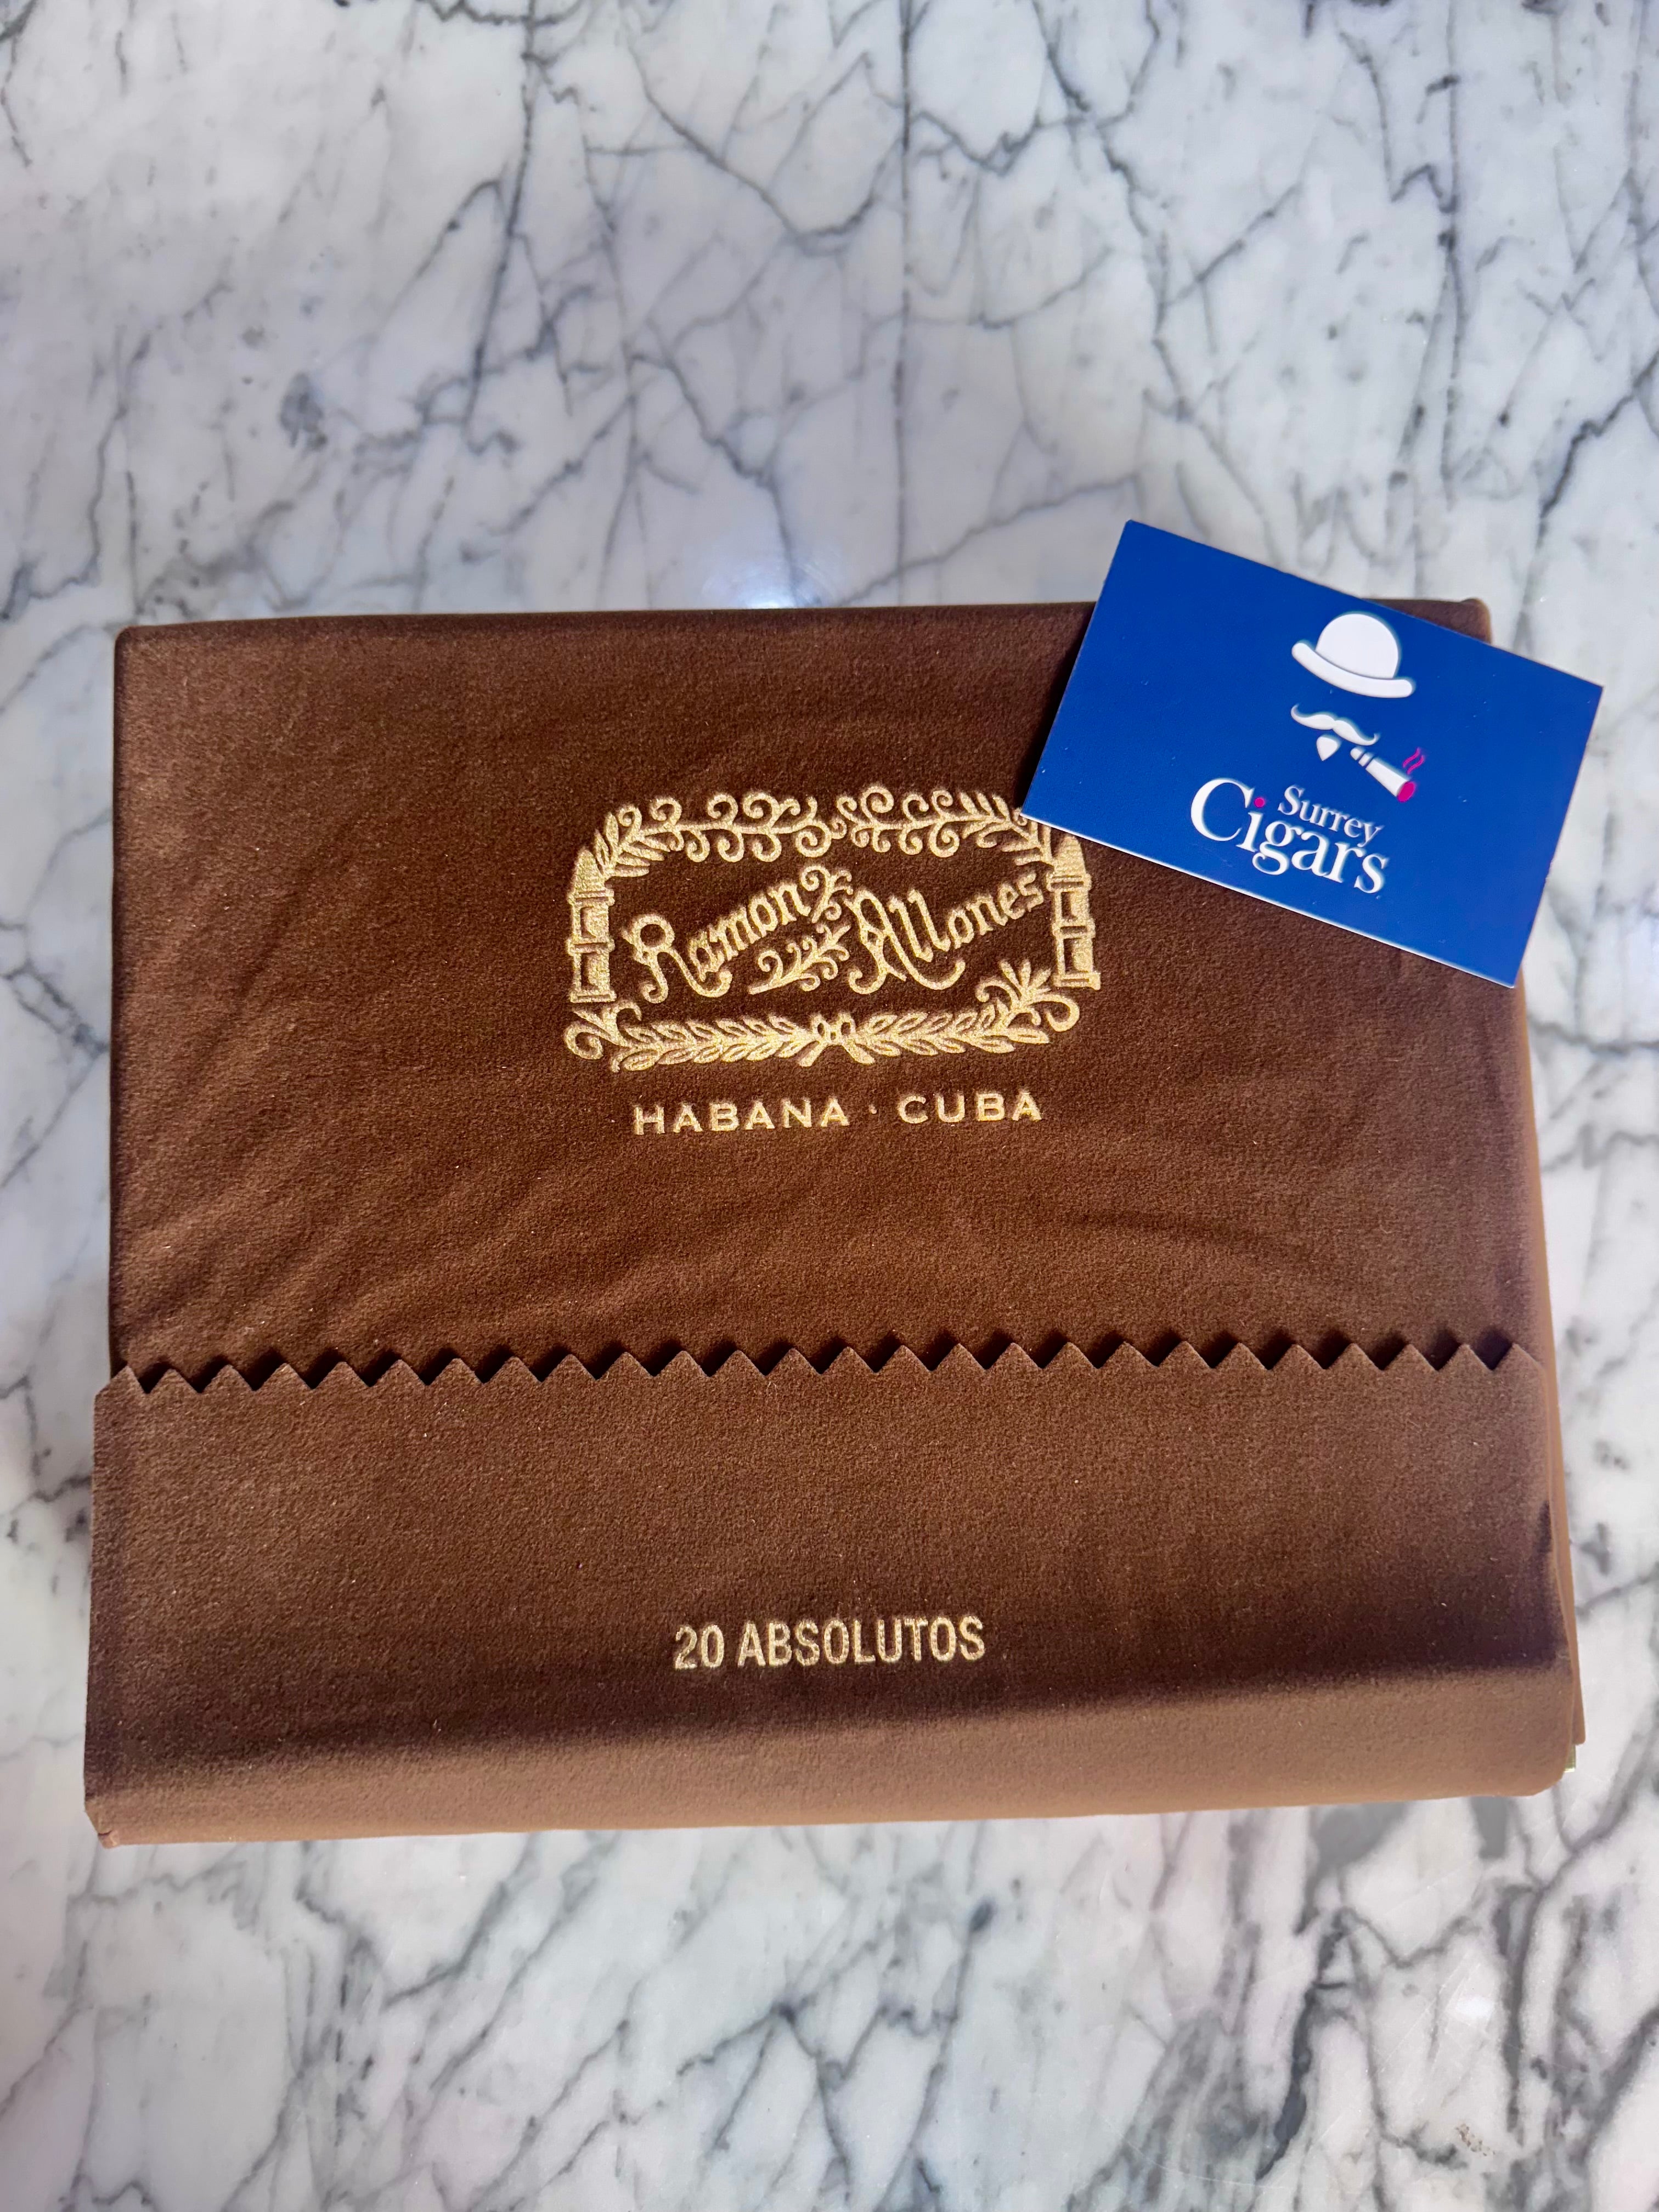 Surrey
Cigars
Ramon Allones
HABANA · CUBA
20 ABSOLUTOS